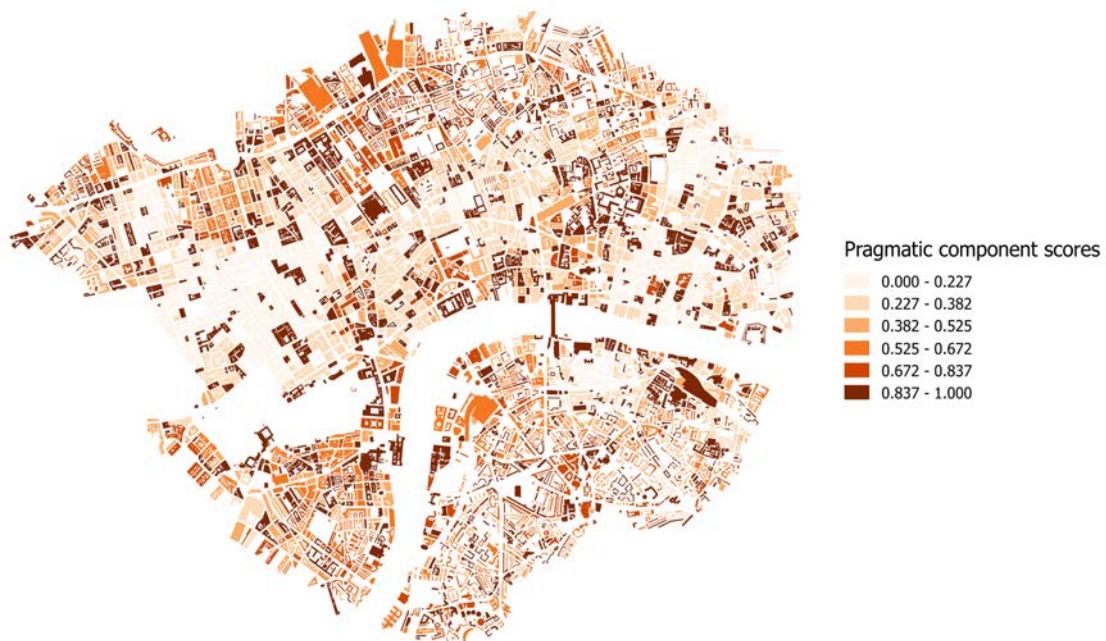 Pragmatic component scores
0.000 - 0.227
0.227 - 0.382
0.382 - 0.525
0.525 - 0.672
0.672 - 0.837
0.837 - 1.000